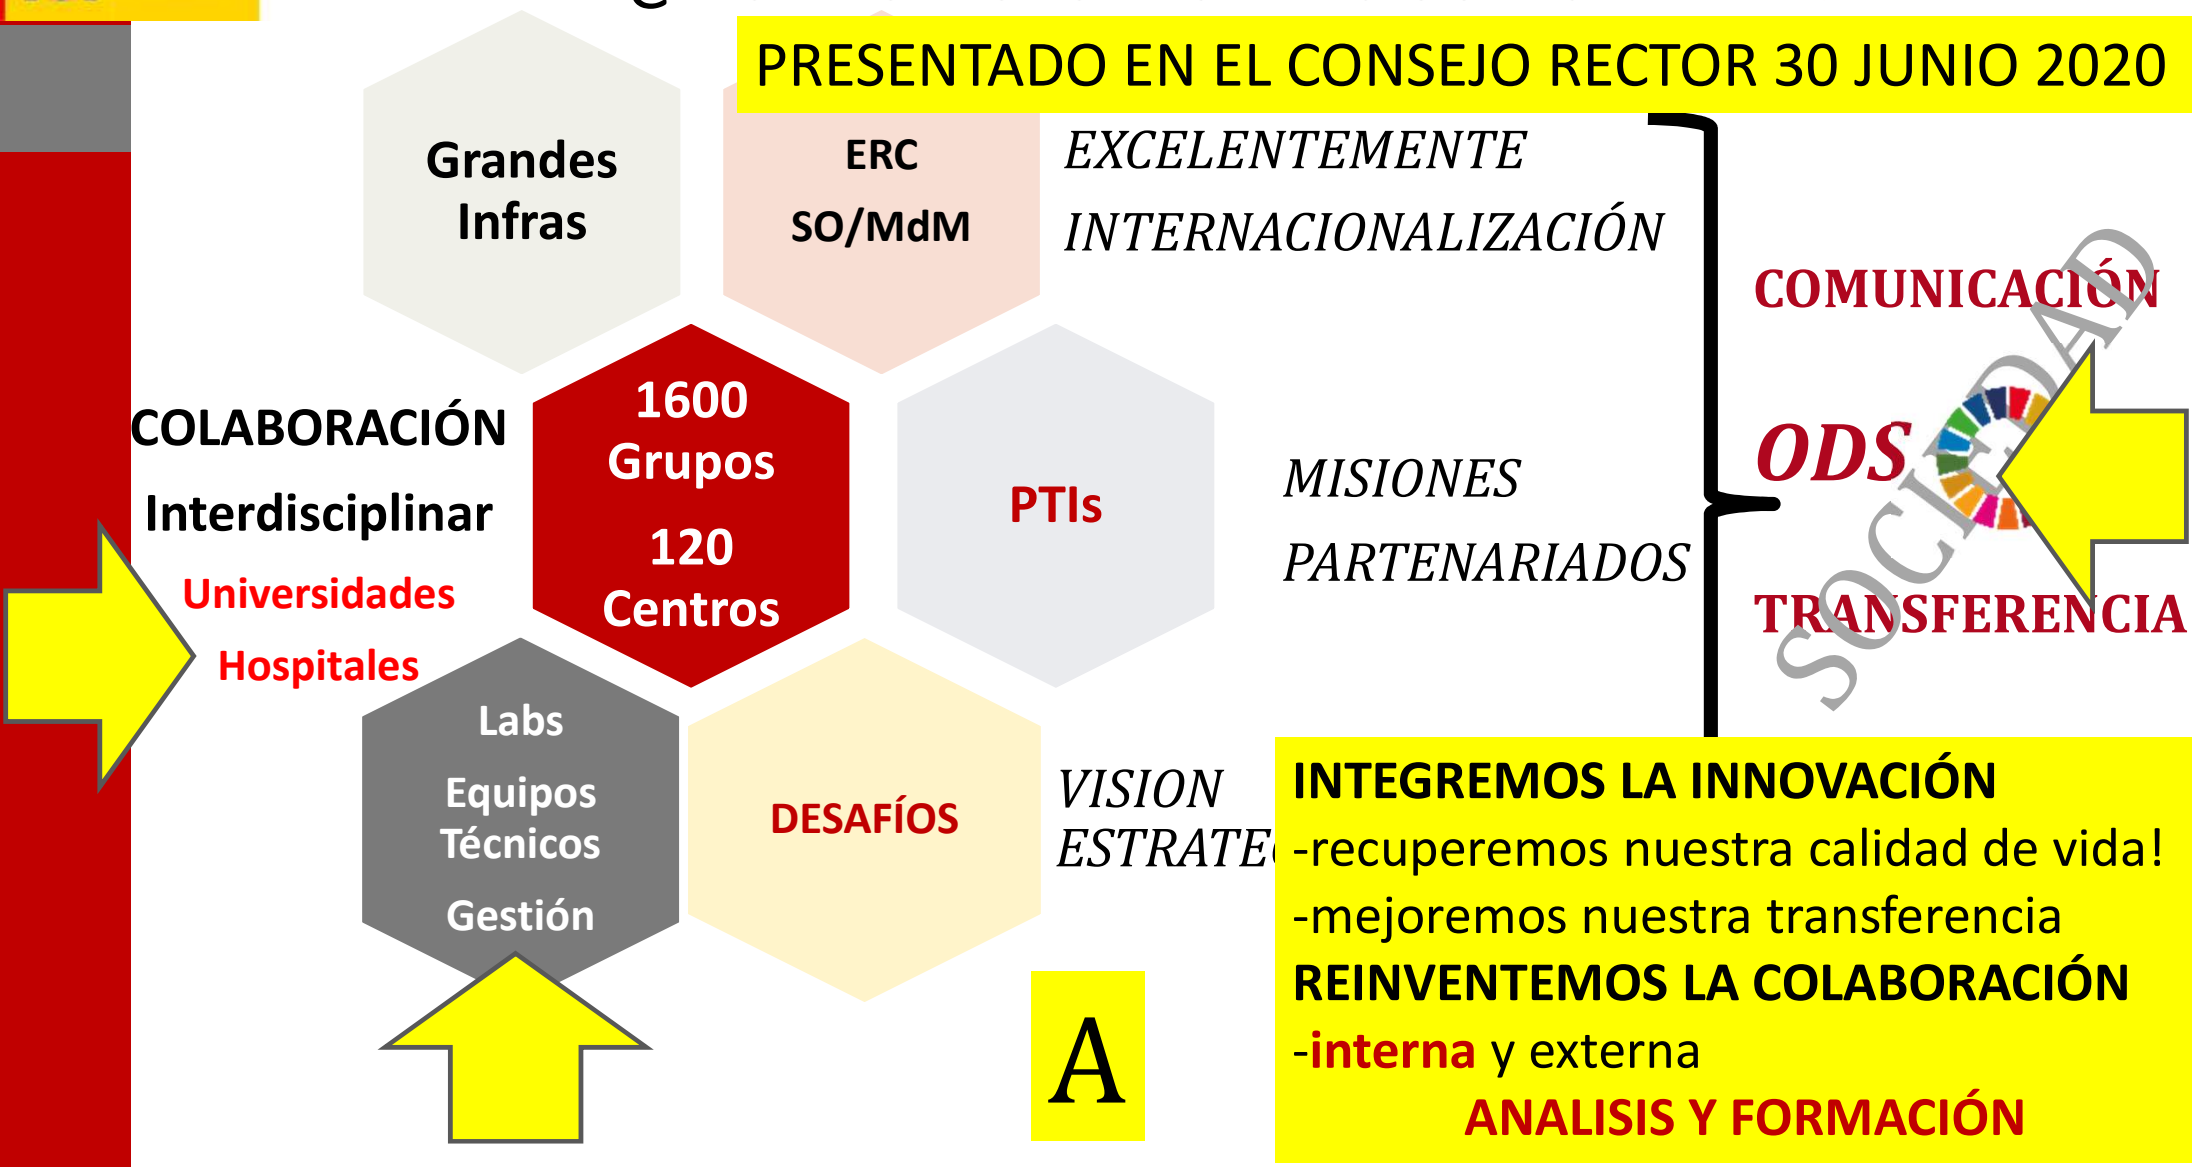 PRESENTADO EN EL CONSEJO RECTOR 30 JUNIO 2020
Grandes
Infras
ERC
SO/MdM
EXCELENTEMENTE
INTERNACIONALIZACIÓN
COLABORACIÓN
Interdisciplinar
Universidades
Hospitales
1600
Grupos
120
Centros
PTIs
MISIONES
PARTENARIADOS
COMUNICACIÓN
ODS
TRANSFERENCIA
SOCIEDAD
Labs
Equipos
Técnicos
Gestión
DESAFÍOS
VISION
A
INTEGREMOS LA INNOVACIÓN
-recuperemos nuestra calidad de vida!
-mejoremos nuestra transferencia
REINVENTEMOS LA COLABORACIÓN
-interna y externa
ANALISIS Y FORMACIÓN